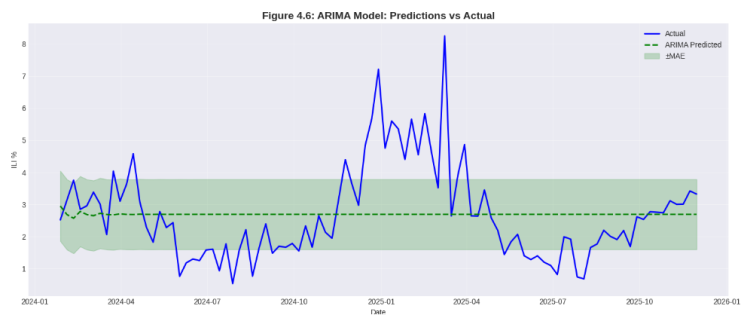 Figure 4.6: ARIMA Model: Predictions vs Actual
Actual
ARIMA Predicted
±MAE
ILI %
8
7
6
5
4
3
2
1
2024-01 2024-04 2024-07 2024-10 2025-01 2025-04 2025-07 2025-10 2026-01
Date